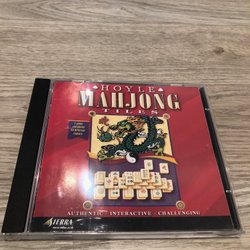 HOYLE
MAHJONG
TILES
AUTHENTIC · INTERACTIVE · CHALLENGING
SIERRA